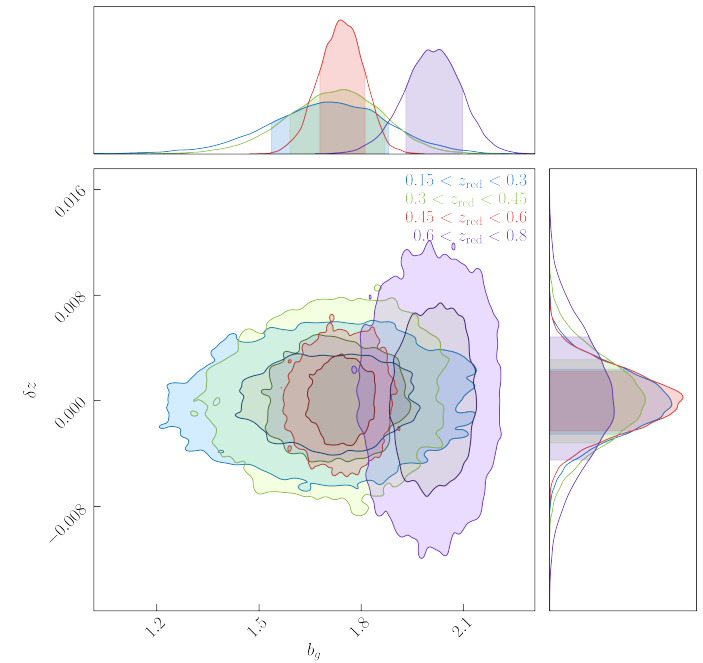 0.15 < z_red < 0.3
0.3 < z_red < 0.45
0.45 < z_red < 0.6
0.6 < z_red < 0.8
0.016
0.008
0.000
−0.008
δz
1.2
1.5
1.8
2.1
b_g